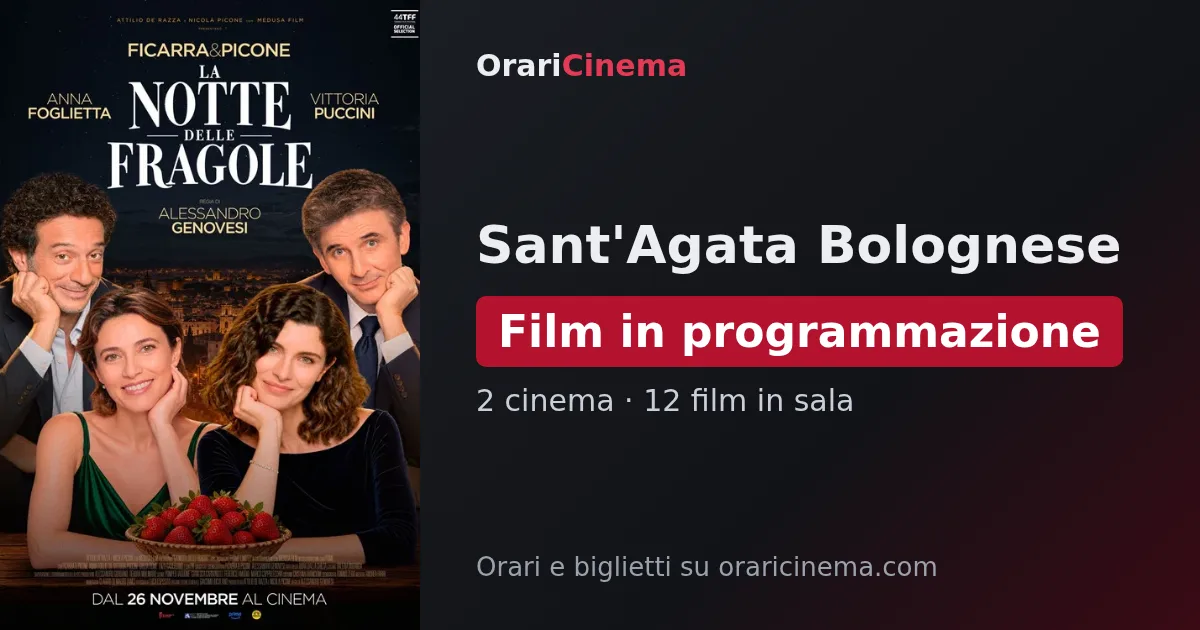 ATTILIO DE RAZZA E NICOLA PICONE CON MEDUSA FILM
44TFF
OFFICIAL
SELECTION
FICARRA&PICONE
LA
NOTTE
DELLE
FRAGOLE
ANNA
FOGLIETTA
VITTORIA
PUCCINI
REGIA DI
ALESSANDRO
GENOVESI
DAL 26 NOVEMBRE AL CINEMA
OrariCinema
Sant'Agata Bolognese
Film in programmazione
2 cinema · 12 film in sala
Orari e biglietti su oraricinema.com